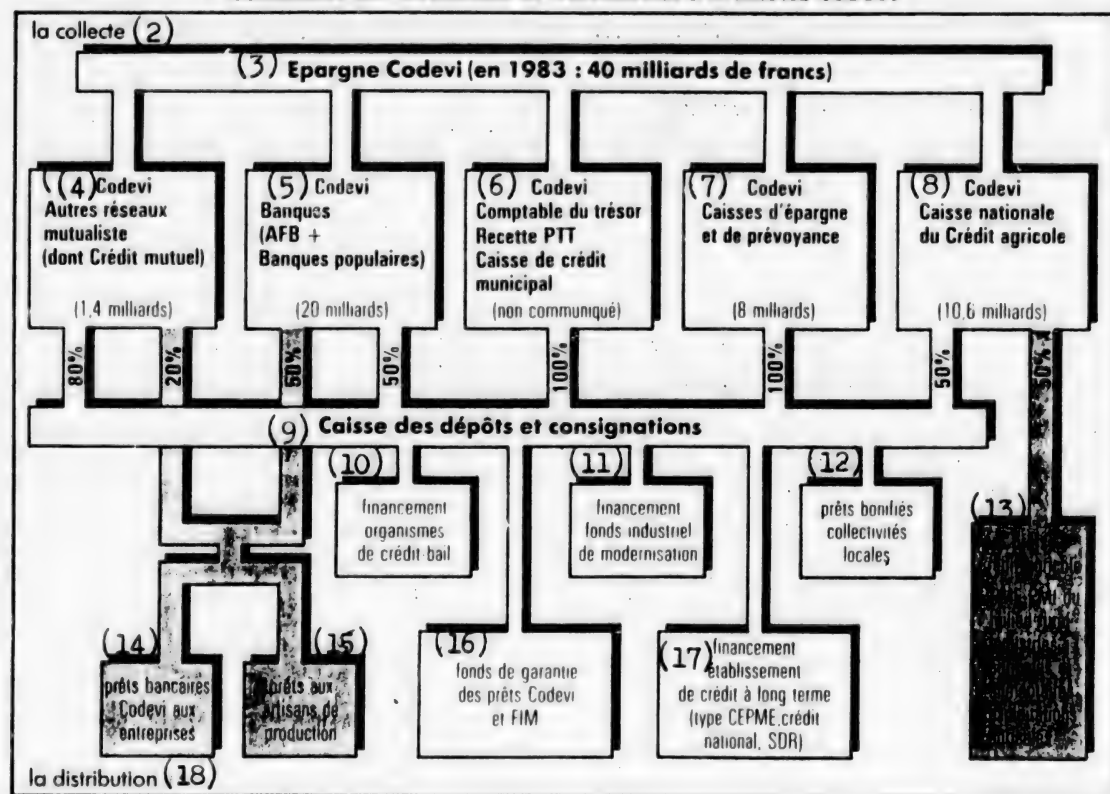 la collecte (2)
(3) Epargne Codevi (en 1983 : 40 milliards de francs)
(4) Codevi
Autres réseaux
mutualiste
(dont Crédit mutuel)
(1,4 milliards)
(5) Codevi
Banques
(AFB +
Banques populaires)
(20 milliards)
(6) Codevi
Comptable du trésor
Recette PTT
Caisse de crédit
municipal
(non communiqué)
(7) Codevi
Caisses d'épargne
et de prévoyance
(8 milliards)
(8) Codevi
Caisse nationale
du Crédit agricole
(10,6 milliards)
80%
20%
50%
50%
100%
100%
50%
50%
(9) Caisse des dépôts et consignations
(10)
financement
organismes
de crédit bail
(11)
financement
fonds industriel
de modernisation
(12)
prêts bonifiés
collectivités
locales
(13)
(14)
prêts bancaires
Codevi aux
entreprises
(15)
prêts aux
artisans de
production
(16)
fonds de garantie
des prêts Codevi
et FIM
(17) financement
établissement
de crédit à long terme
(type CEPME, crédit
national, SDR)
la distribution (18)